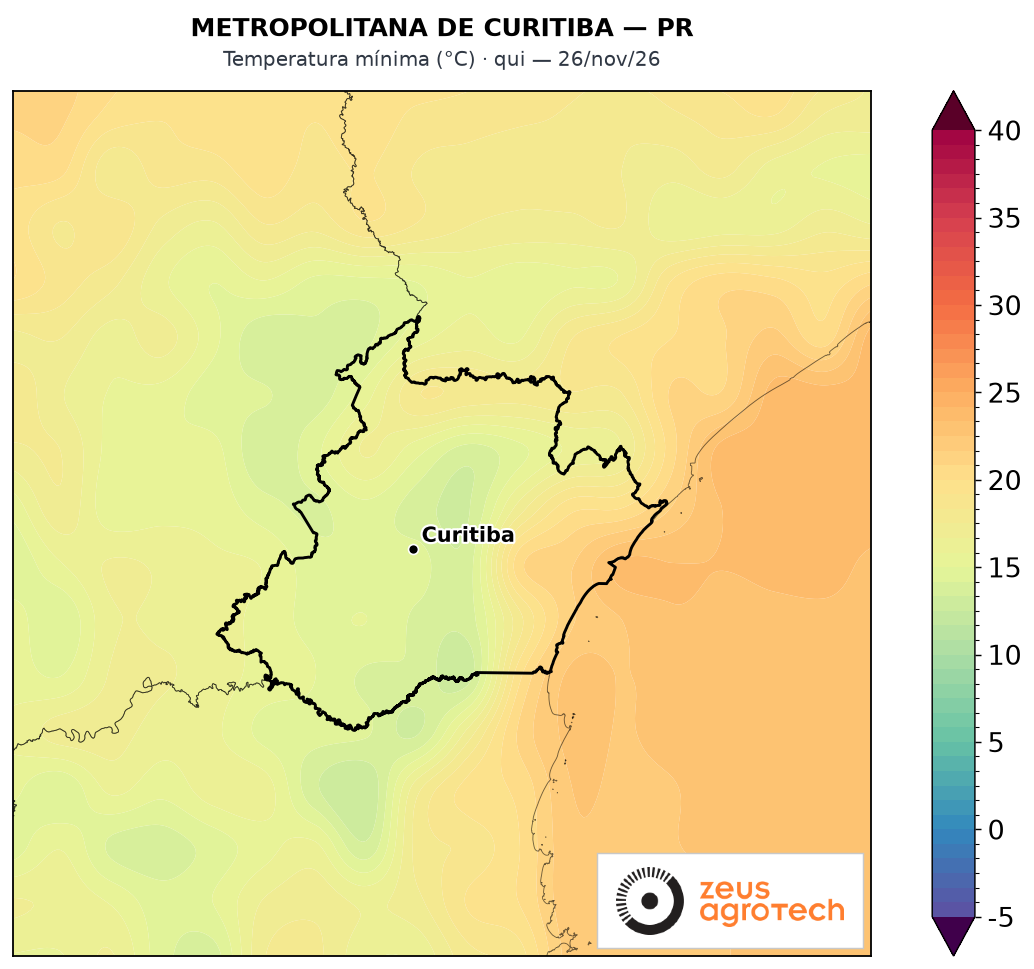 METROPOLITANA DE CURITIBA — PR
Temperatura mínima (°C) · qui — 26/nov/26
Curitiba
40
35
30
25
20
15
10
5
0
-5
zeus
agrotech